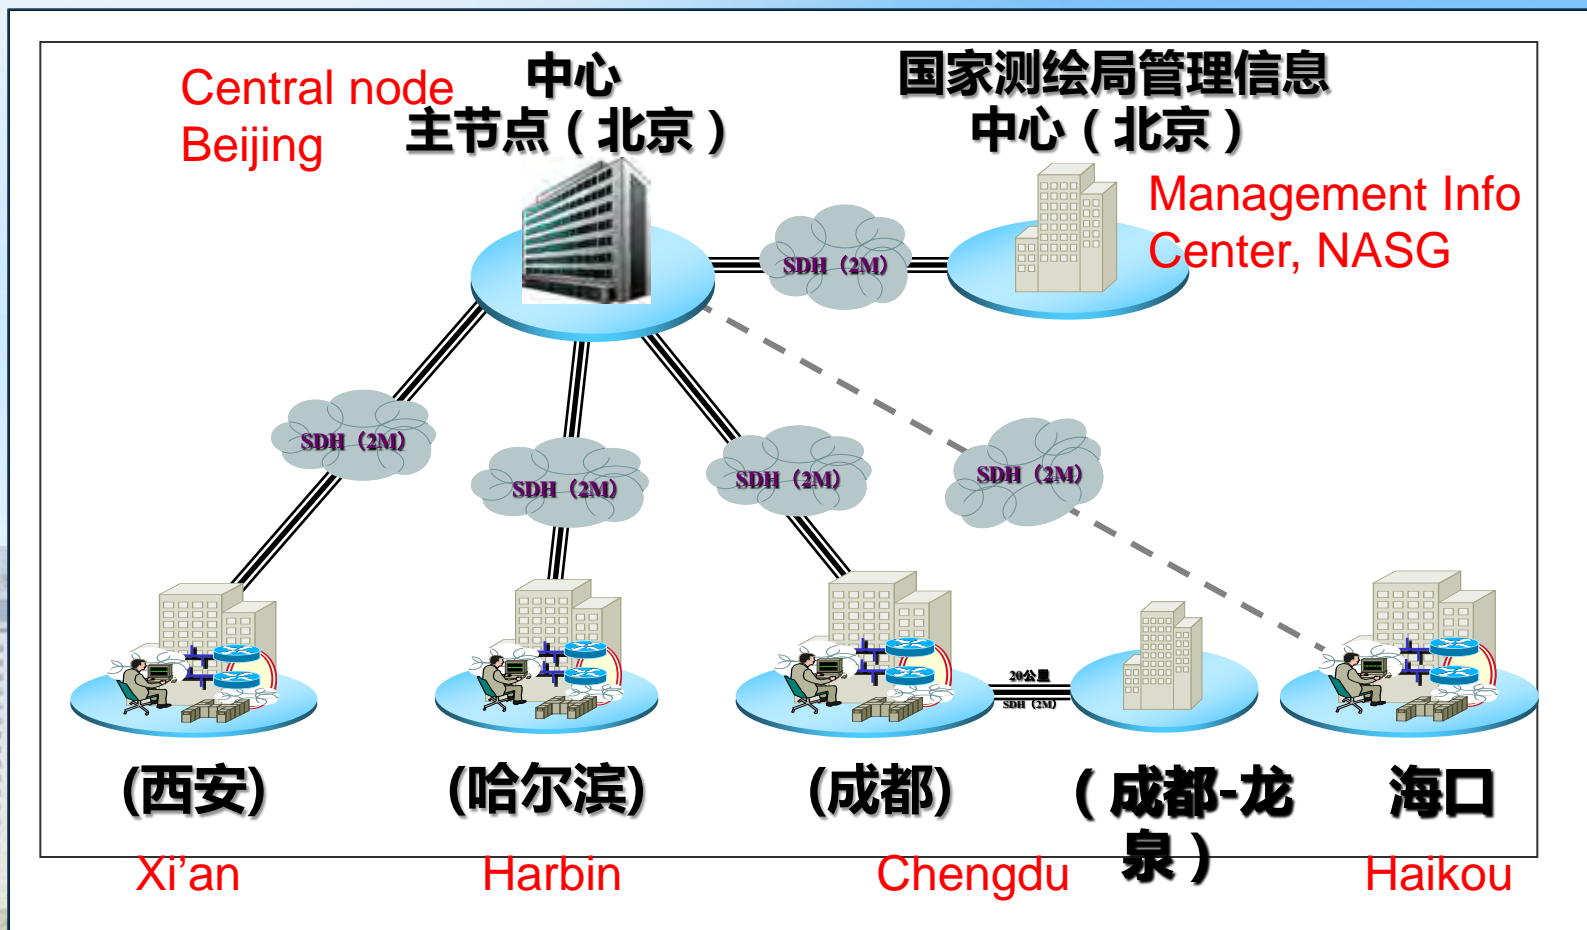 Central node
Beijing
中心
主节点（北京）
国家测绘局管理信息
中心（北京）
Management Info
Center, NASG
SDH（2M）
SDH（2M）
SDH（2M）
SDH（2M）
SDH（2M）
20公里
SDH（2M）
(西安)
(哈尔滨)
(成都)
（成都-龙
泉）
海口
Xi’an
Harbin
Chengdu
Haikou